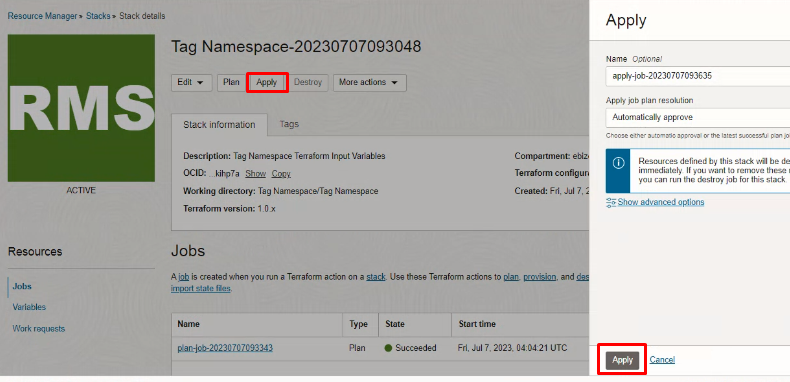 Resource Manager » Stacks » Stack details
RMS
ACTIVE
Tag Namespace-20230707093048
Edit Plan Apply Destroy More actions
Stack information Tags
Description: Tag Namespace Terraform Input Variables
OCID: ...kihp7a Show Copy
Working directory: Tag Namespace/Tag Namespace
Terraform version: 1.0.x
Compartment: ebiz
Terraform configur
Created: Fri, Jul 7, 2
Resources
Jobs
Variables
Work requests
Jobs
A job is created when you run a Terraform action on a stack. Use these Terraform actions to plan, provision, and des
import state files.
Name Type State Start time
plan-job-20230707093343 Plan Succeeded Fri, Jul 7, 2023, 04:04:21 UTC
Apply
Name Optional
apply-job-20230707093635
Apply job plan resolution
Automatically approve
Choose either automatic approval or the latest successful plan jo
Resources defined by this stack will be de
immediately. If you want to remove these
you can run the destroy job for this stack
Show advanced options
Apply Cancel